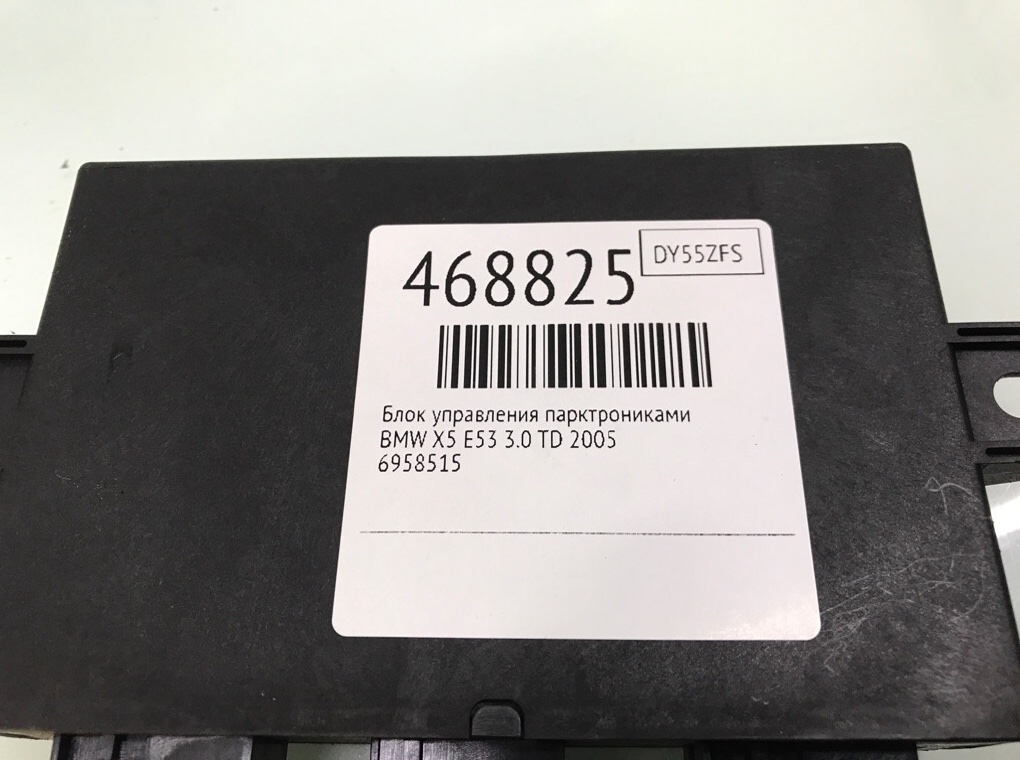 468825
DY55ZFS
Блок управления парктрониками
BMW X5 E53 3.0 TD 2005
6958515